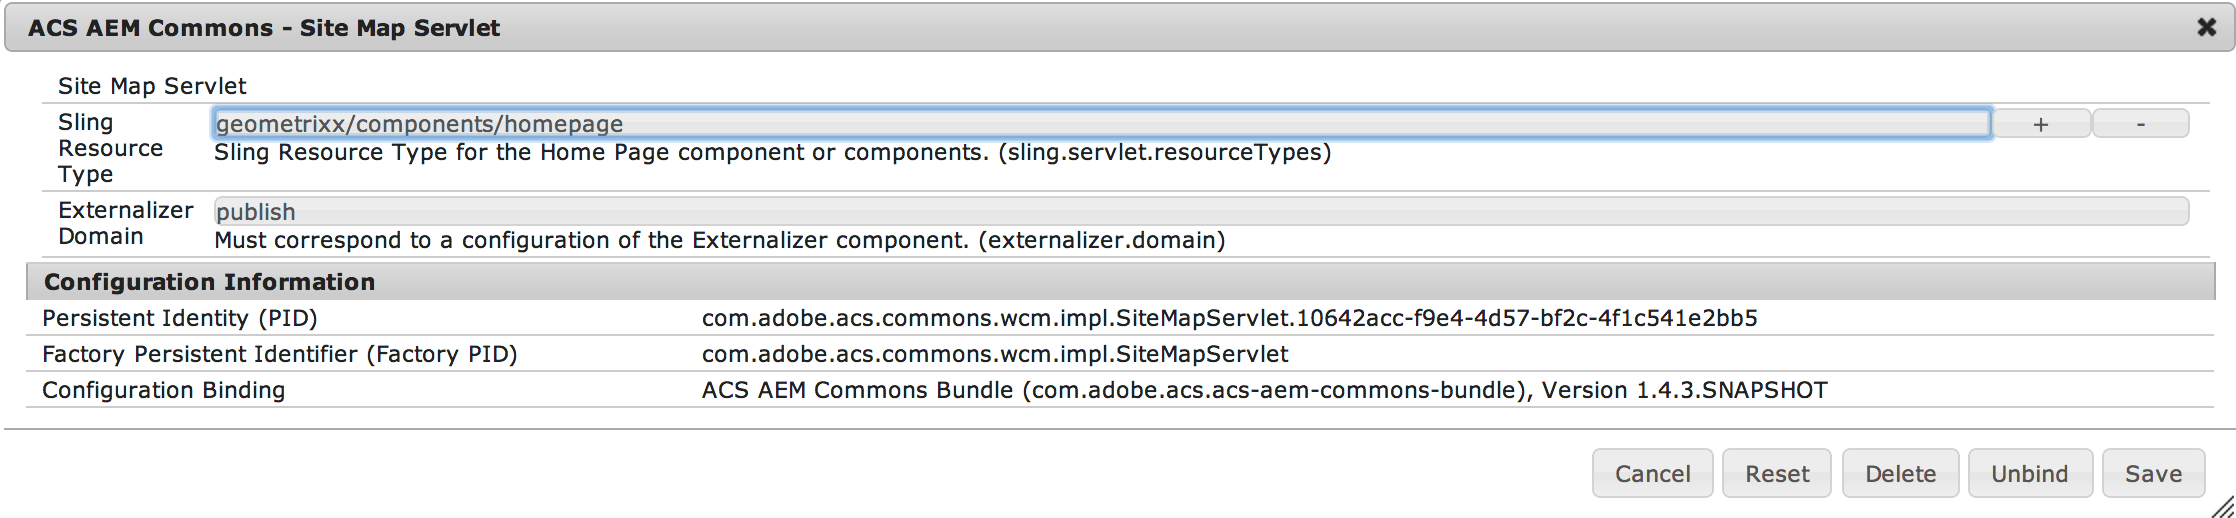 ACS AEM Commons - Site Map Servlet
Site Map Servlet
Sling Resource Type
geometrixx/components/homepage
+
-
Sling Resource Type for the Home Page component or components. (sling.servlet.resourceTypes)
Externalizer Domain
publish
Must correspond to a configuration of the Externalizer component. (externalizer.domain)
Configuration Information
Persistent Identity (PID) com.adobe.acs.commons.wcm.impl.SiteMapServlet.10642acc-f9e4-4d57-bf2c-4f1c541e2bb5
Factory Persistent Identifier (Factory PID) com.adobe.acs.commons.wcm.impl.SiteMapServlet
Configuration Binding ACS AEM Commons Bundle (com.adobe.acs.acs-aem-commons-bundle), Version 1.4.3.SNAPSHOT
Cancel Reset Delete Unbind Save